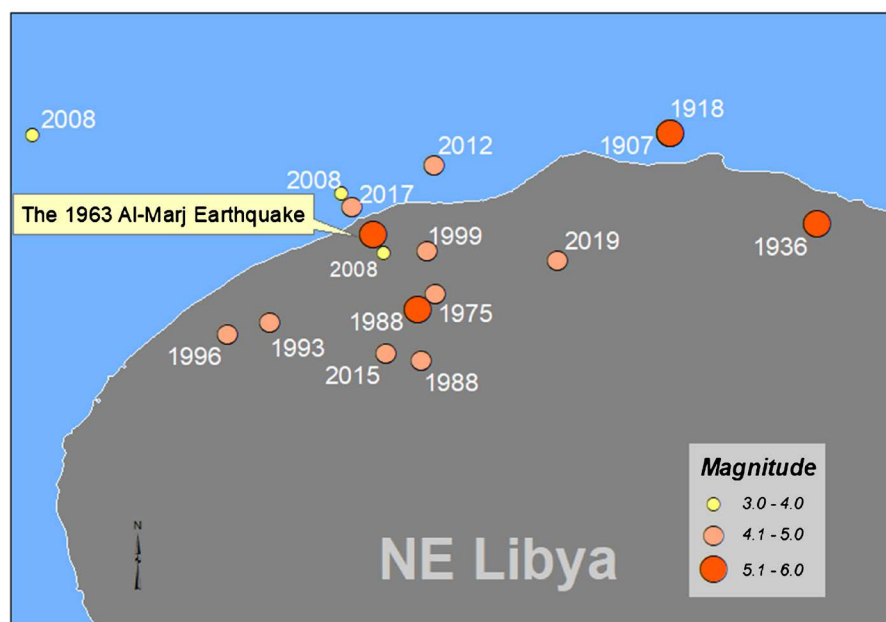 2008
1918
1907
2012
2008
2017
The 1963 Al-Marj Earthquake
1999
2008
2019
1936
1988
1975
1996
1993
2015
1988
N
NE Libya
Magnitude
3.0 - 4.0
4.1 - 5.0
5.1 - 6.0